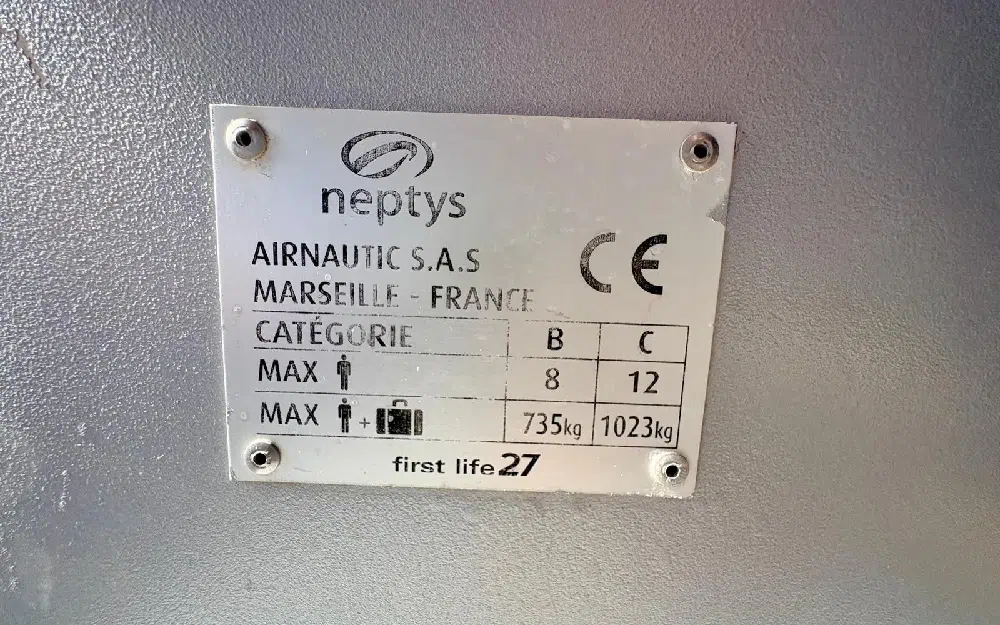 neptys
AIRNAUTIC S.A.S
MARSEILLE - FRANCE
CE
CATÉGORIE B C
MAX 8 12
MAX + 735kg 1023kg
first life 27